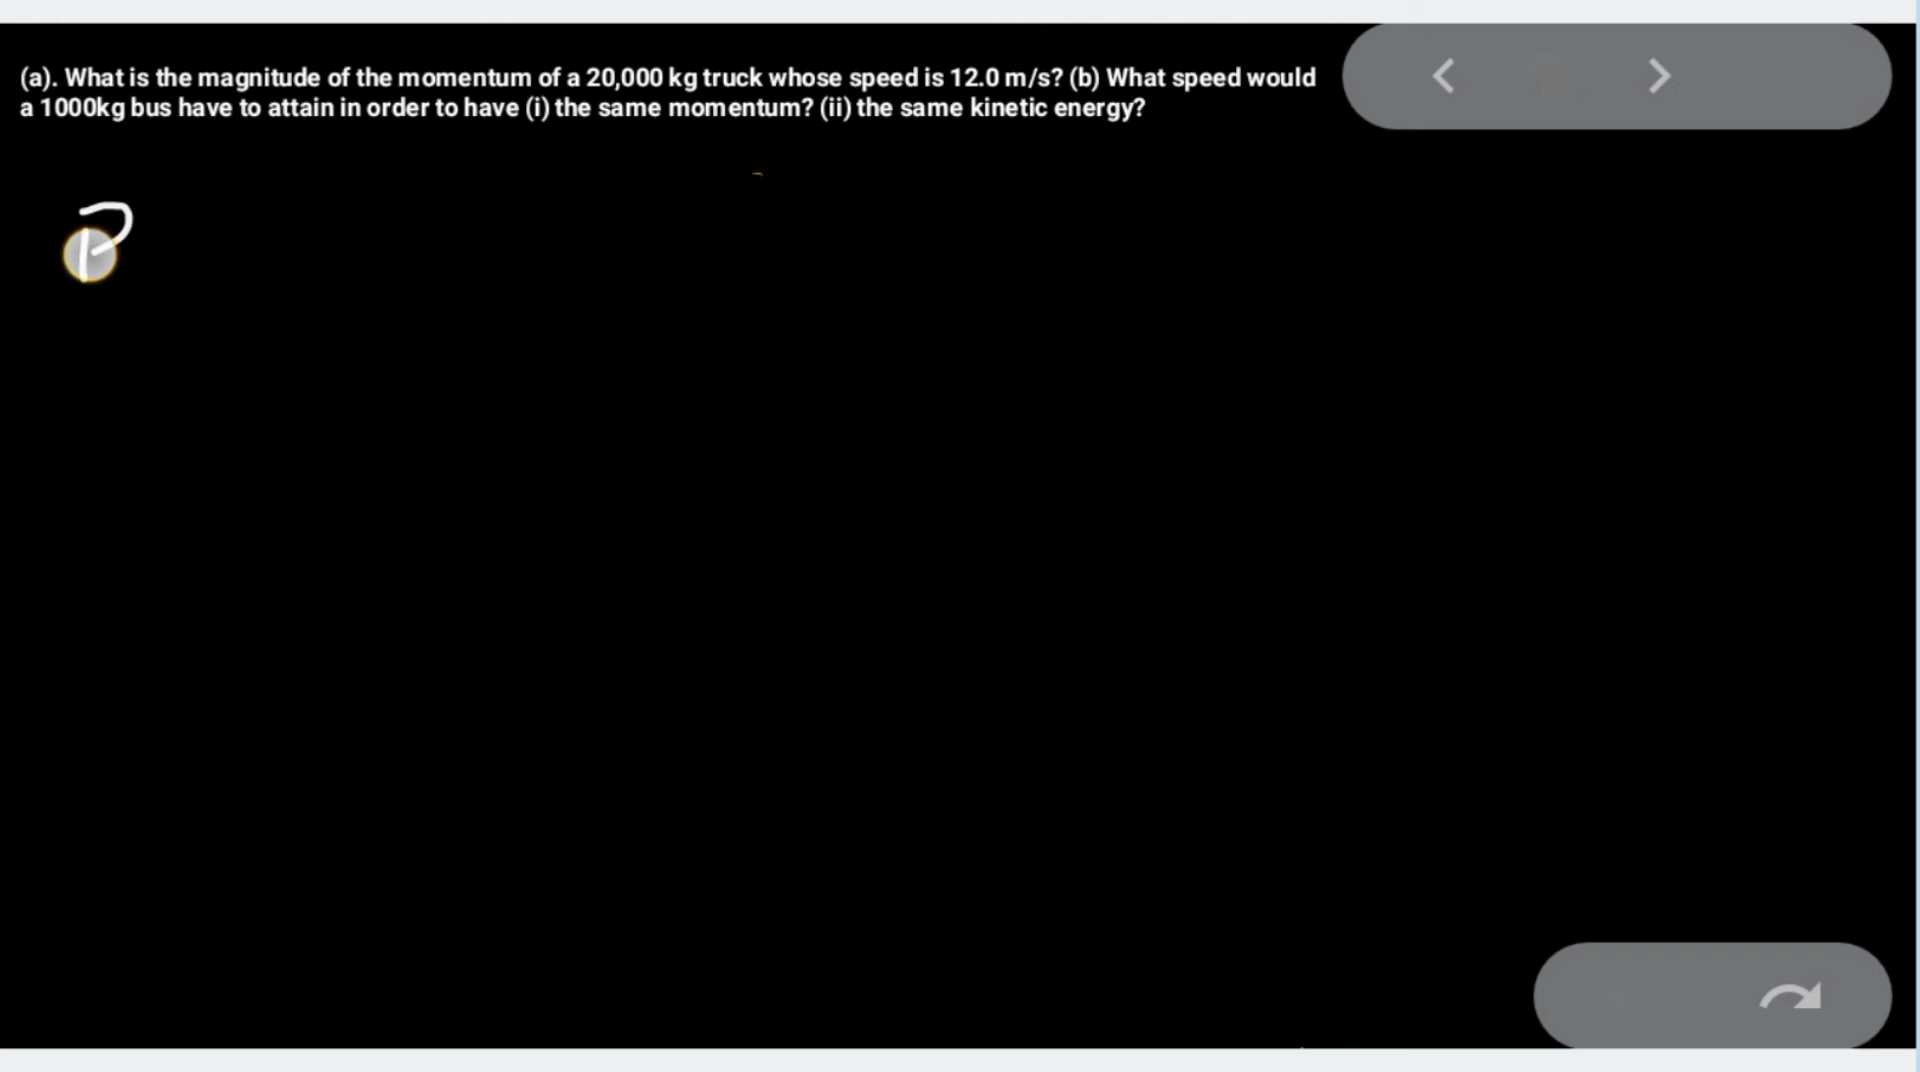 (a). What is the magnitude of the momentum of a 20,000 kg truck whose speed is 12.0 m/s? (b) What speed would
a 1000kg bus have to attain in order to have (i) the same momentum? (ii) the same kinetic energy?
P